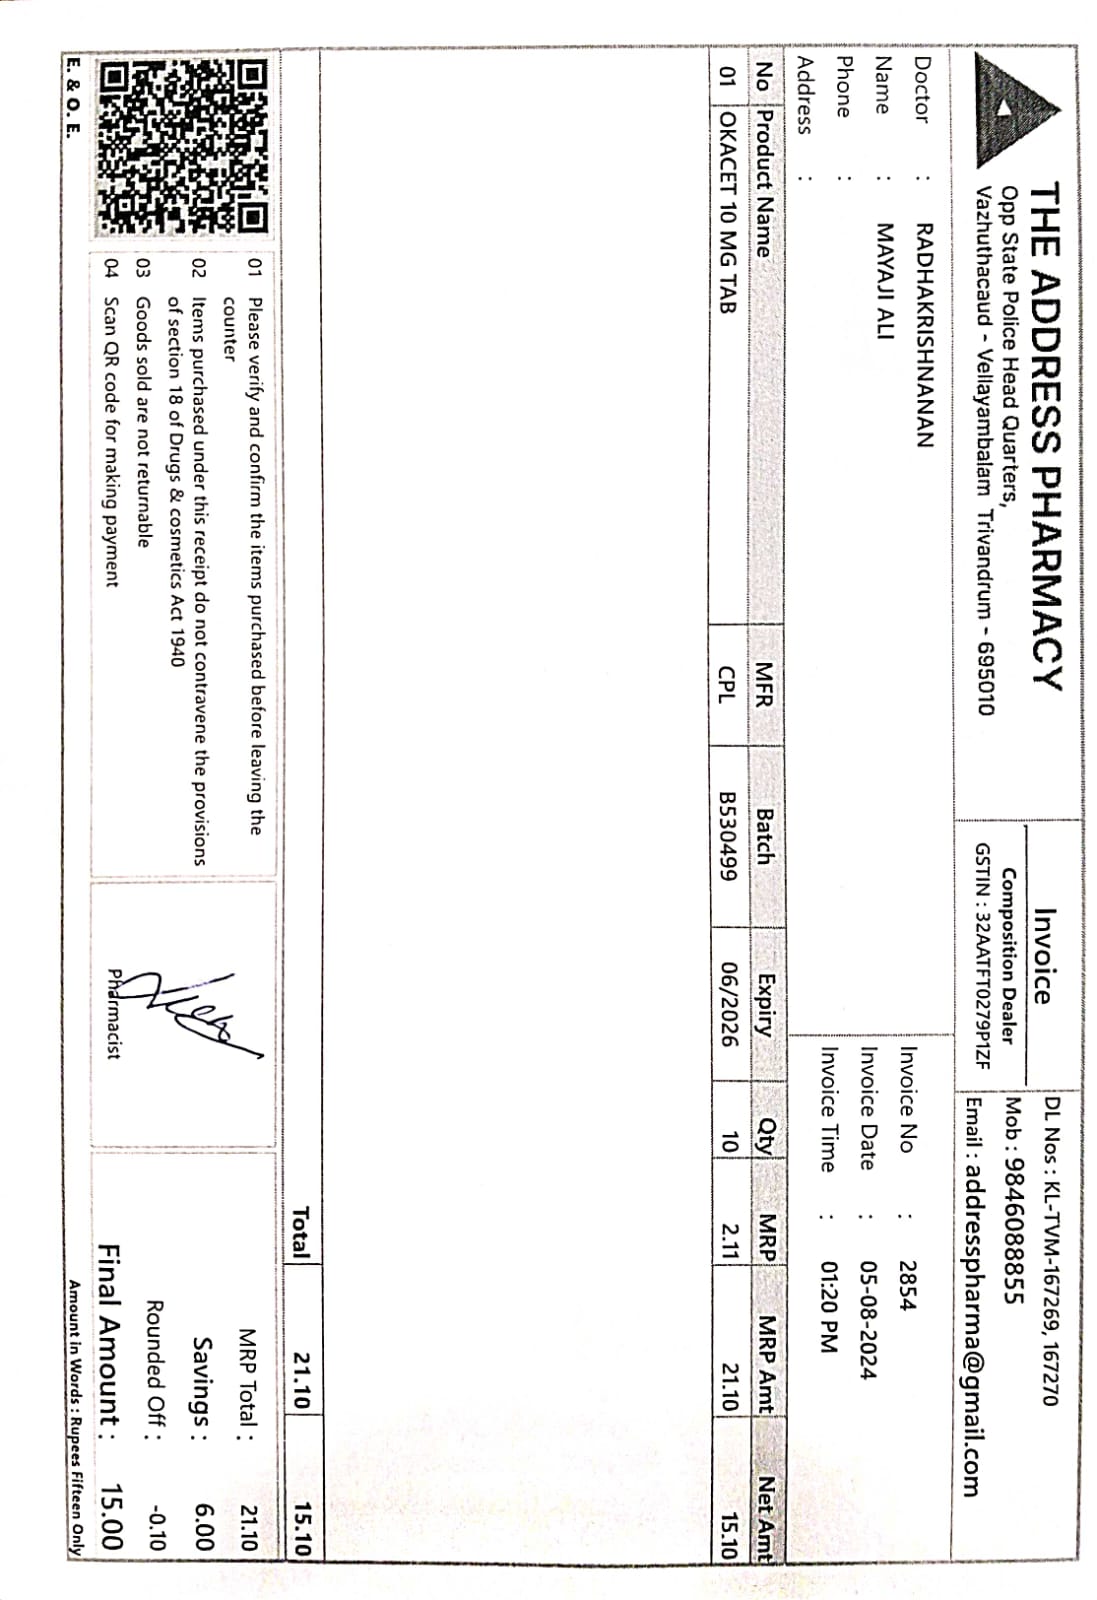 THE ADDRESS PHARMACY
Opp State Police Head Quarters,
Vazhuthacaud - Vellayambalam Trivandrum - 695010
Invoice
Composition Dealer
GSTIN : 32AATFT0279P1ZF
DL Nos : KL-TVM-167269, 167270
Mob : 9846088855
Email : addresspharma@gmail.com
Doctor : RADHAKRISHNANAN
Name : MAYAJI ALI
Phone :
Address :
Invoice No : 2854
Invoice Date : 05-08-2024
Invoice Time : 01:20 PM
No Product Name MFR Batch Expiry Qty MRP MRP Amt Net Amt
01 OKACET 10 MG TAB CPL B530499 06/2026 10 2.11 21.10 15.10
Total 21.10 15.10
01 Please verify and confirm the items purchased before leaving the
counter
02 Items purchased under this receipt do not contravene the provisions
of section 18 of Drugs & cosmetics Act 1940
03 Goods sold are not returnable
04 Scan QR code for making payment
Pharmacist
MRP Total : 21.10
Savings : 6.00
Rounded Off : -0.10
Final Amount : 15.00
E. & O. E.
Amount in Words : Rupees Fifteen Only